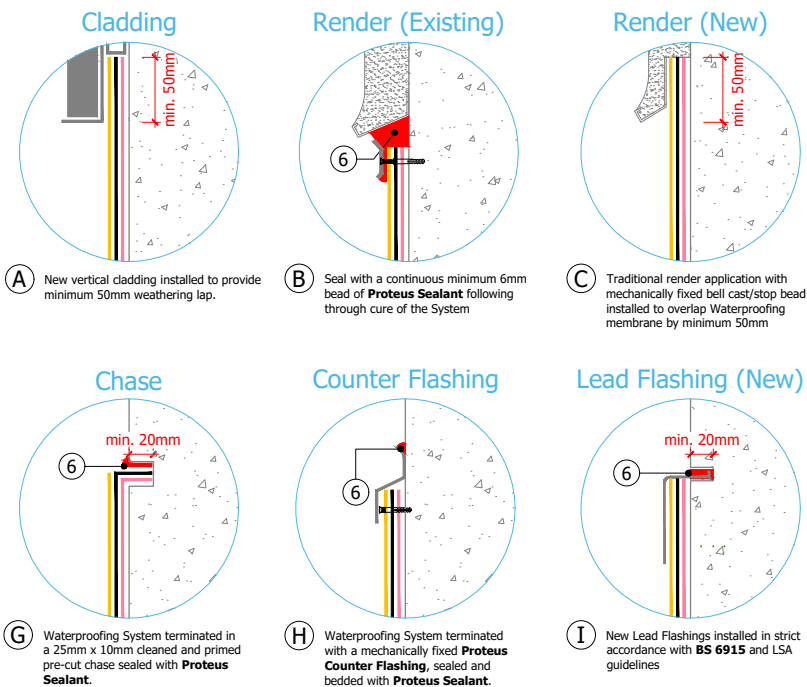 Cladding
Render (Existing)
Render (New)
min. 50mm
6
min. 50mm
A
New vertical cladding installed to provide
minimum 50mm weathering lap.
B
Seal with a continuous minimum 6mm
bead of Proteus Sealant following
through cure of the System
C
Traditional render application with
mechanically fixed bell cast/stop bead
installed to overlap Waterproofing
membrane by minimum 50mm
Chase
Counter Flashing
Lead Flashing (New)
min. 20mm
6
6
min. 20mm
6
G
Waterproofing System terminated in
a 25mm x 10mm cleaned and primed
pre-cut chase sealed with Proteus
Sealant.
H
Waterproofing System terminated
with a mechanically fixed Proteus
Counter Flashing, sealed and
bedded with Proteus Sealant.
I
New Lead Flashings installed in strict
accordance with BS 6915 and LSA
guidelines